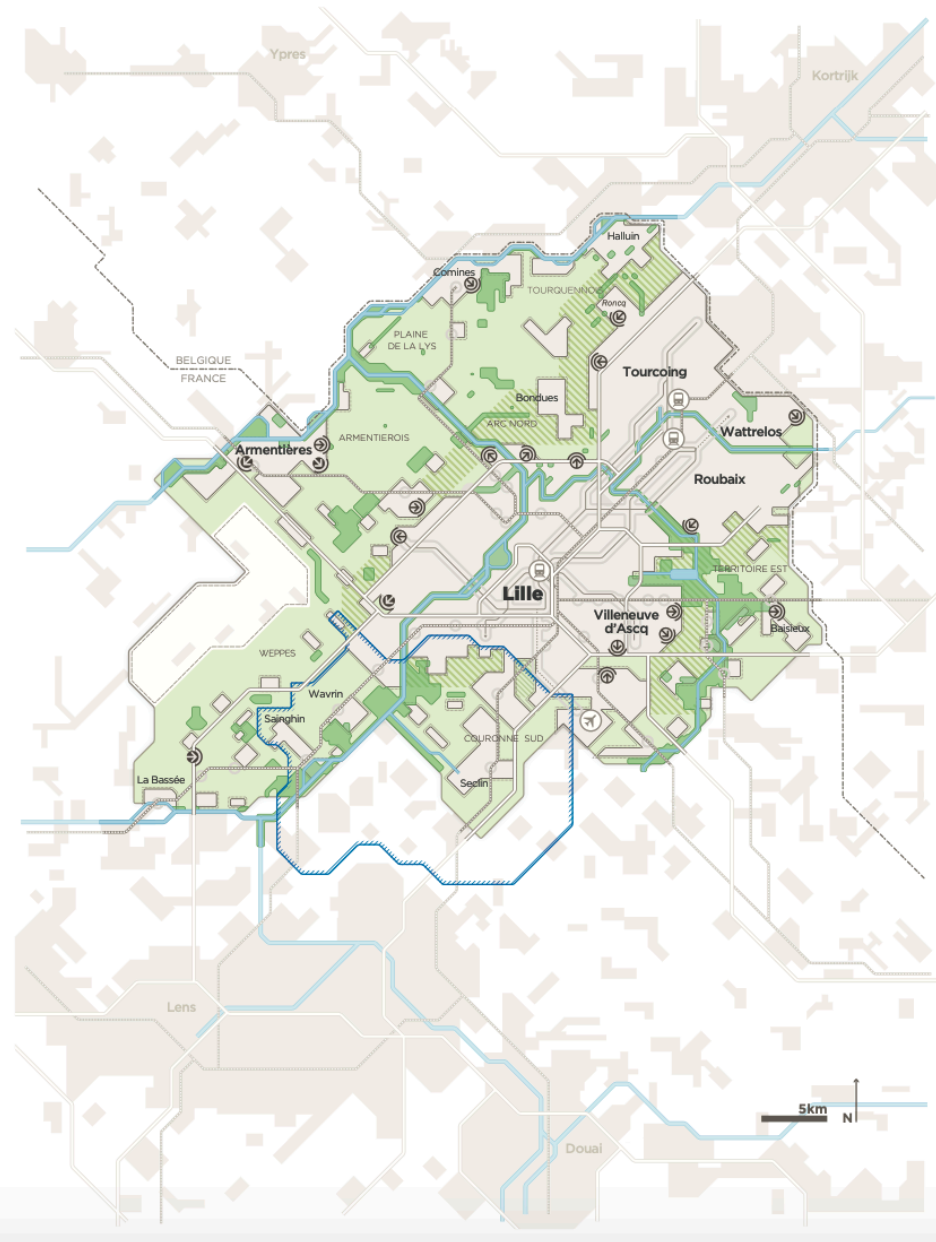 Ypres
Kortrijk
Halluin
Comines
TOURQUENNOIS
Roncq
PLAINE
DE LA LYS
BELGIQUE
FRANCE
Tourcoing
Bondues
ARC NORD
Wattrelos
ARMENTIEROIS
Armentières
Roubaix
TERRITOIRE EST
Lille
Villeneuve
d'Ascq
Baisieux
WEPPES
Wavrin
Sainghin
COURONNE SUD
La Bassée
Seclin
Lens
5km
N
Douai